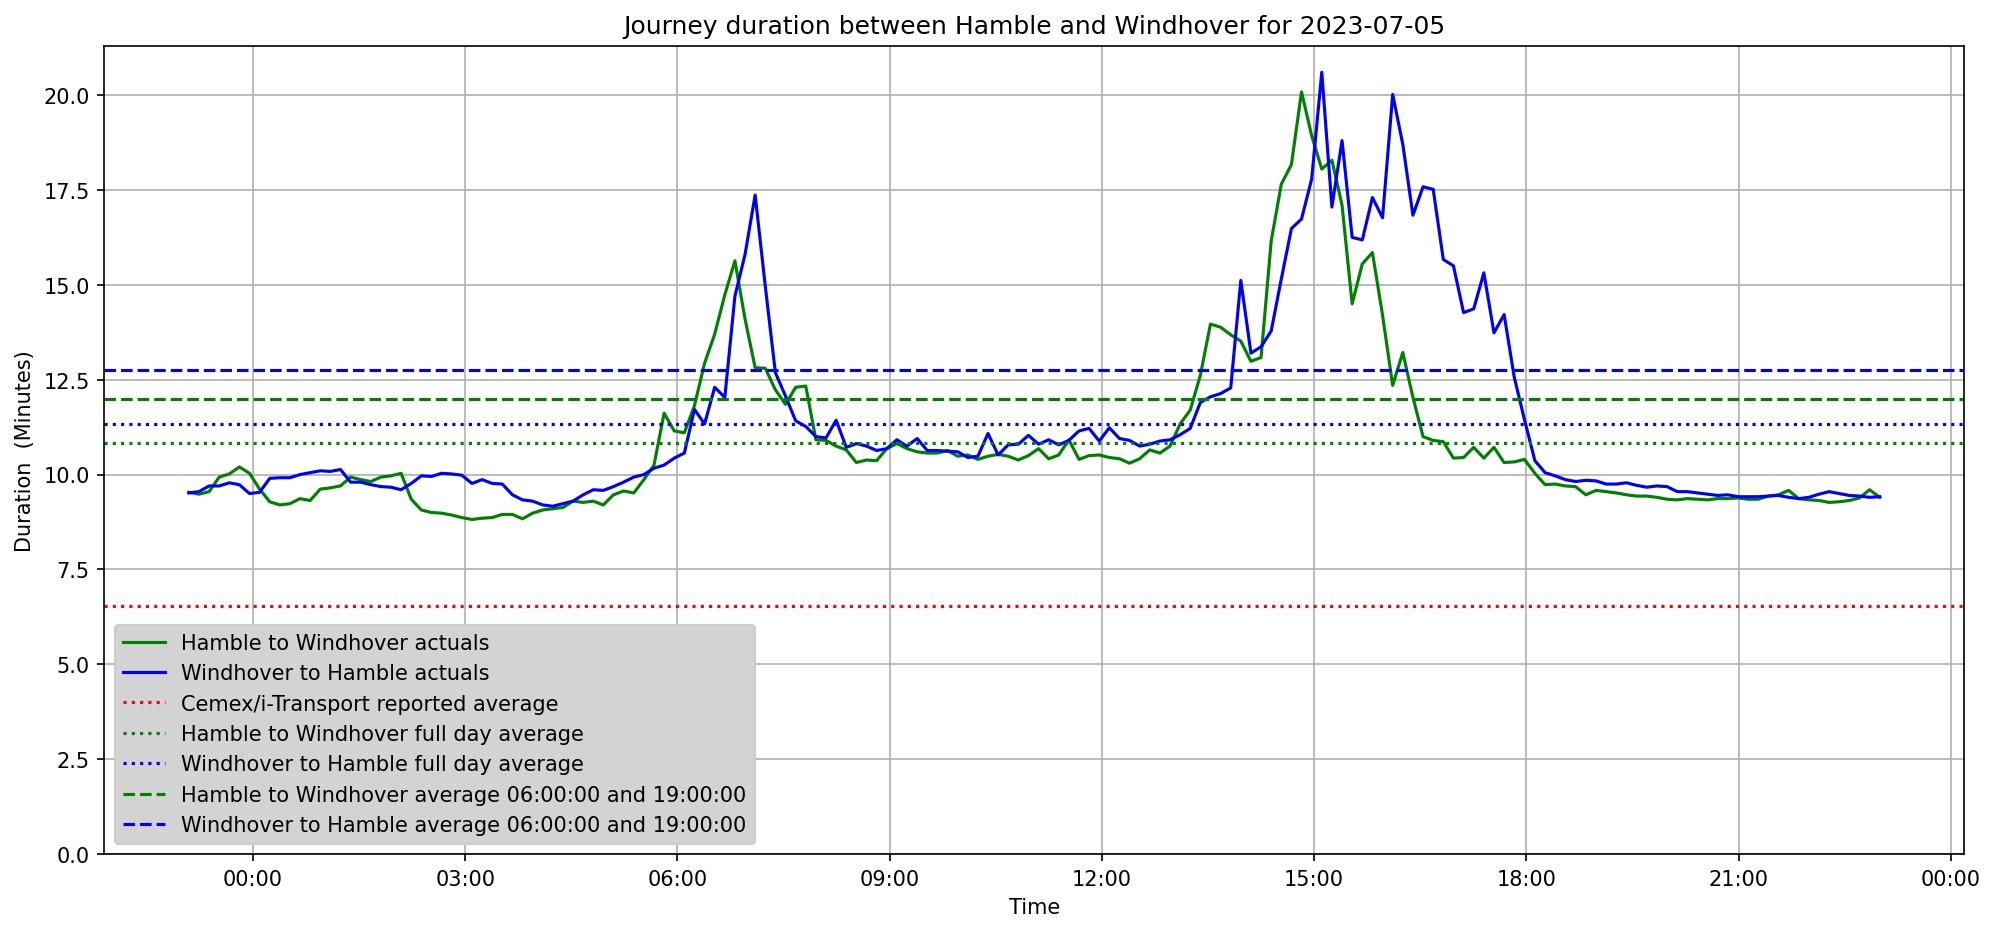 Journey duration between Hamble and Windhover for 2023-07-05
Duration  (Minutes)
20.0
17.5
15.0
12.5
10.0
7.5
5.0
2.5
0.0
Hamble to Windhover actuals
Windhover to Hamble actuals
Cemex/i-Transport reported average
Hamble to Windhover full day average
Windhover to Hamble full day average
Hamble to Windhover average 06:00:00 and 19:00:00
Windhover to Hamble average 06:00:00 and 19:00:00
00:00 03:00 06:00 09:00 12:00 15:00 18:00 21:00 00:00
Time